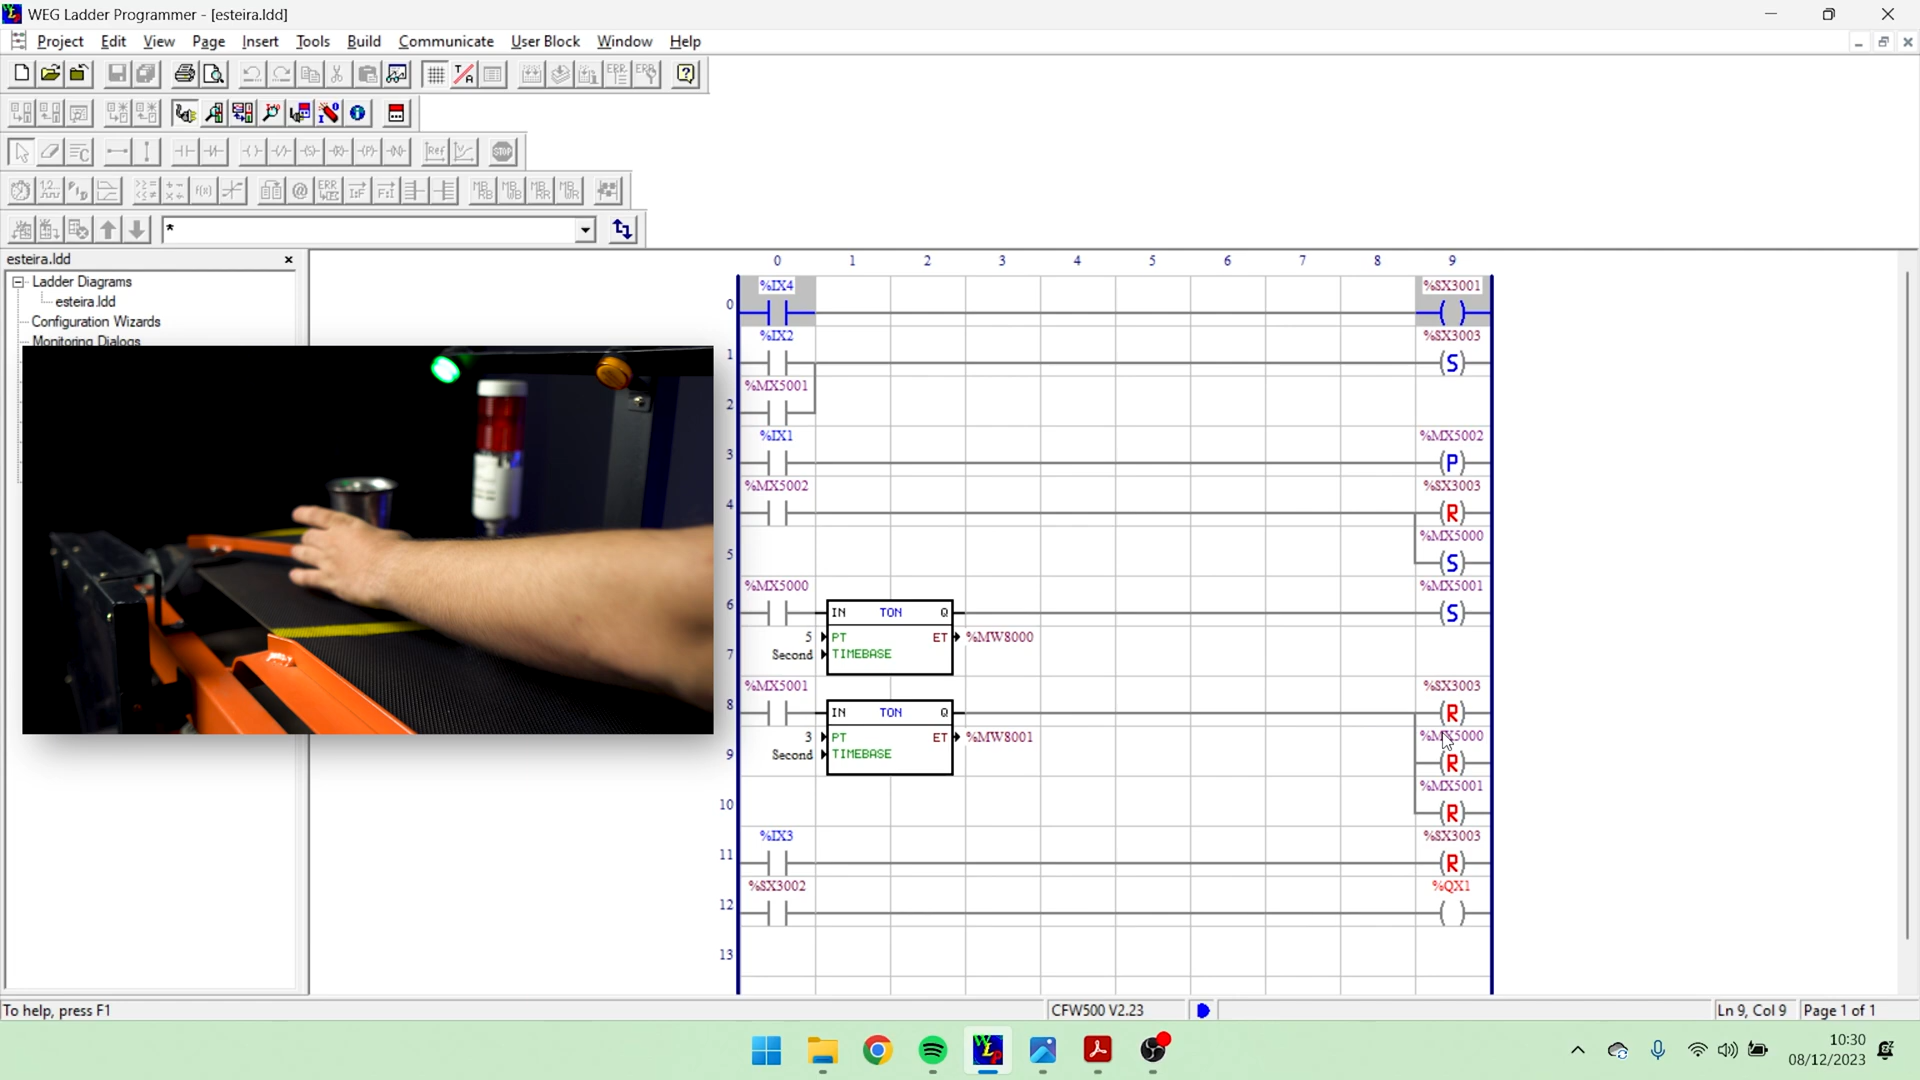 WEG Ladder Programmer - [esteira.ldd]
Project Edit View Page Insert Tools Build Communicate User Block Window Help
*
esteira.ldd
Ladder Diagrams
esteira.ldd
Configuration Wizards
Monitoring Dialogs
0 1 2 3 4 5 6 7 8 9
%IX4 %SX3001
0
%IX2 %SX3003
1 S
%MX5001
2
%IX1 %MX5002
3 P
%MX5002 %SX3003
4 R
%MX5000
5 S
%MX5000 %MX5001
6 IN TON Q S
5 PT ET %MW8000
7 Second TIMEBASE
%MX5001 %SX3003
8 IN TON Q R
3 PT ET %MW8001 %MX5000
9 Second TIMEBASE R
%MX5001
10 R
%IX3 %SX3003
11 R
%SX3002 %QX1
12
13
To help, press F1 CFW500 V2.23 Ln 9, Col 9 Page 1 of 1
10:30
08/12/2023